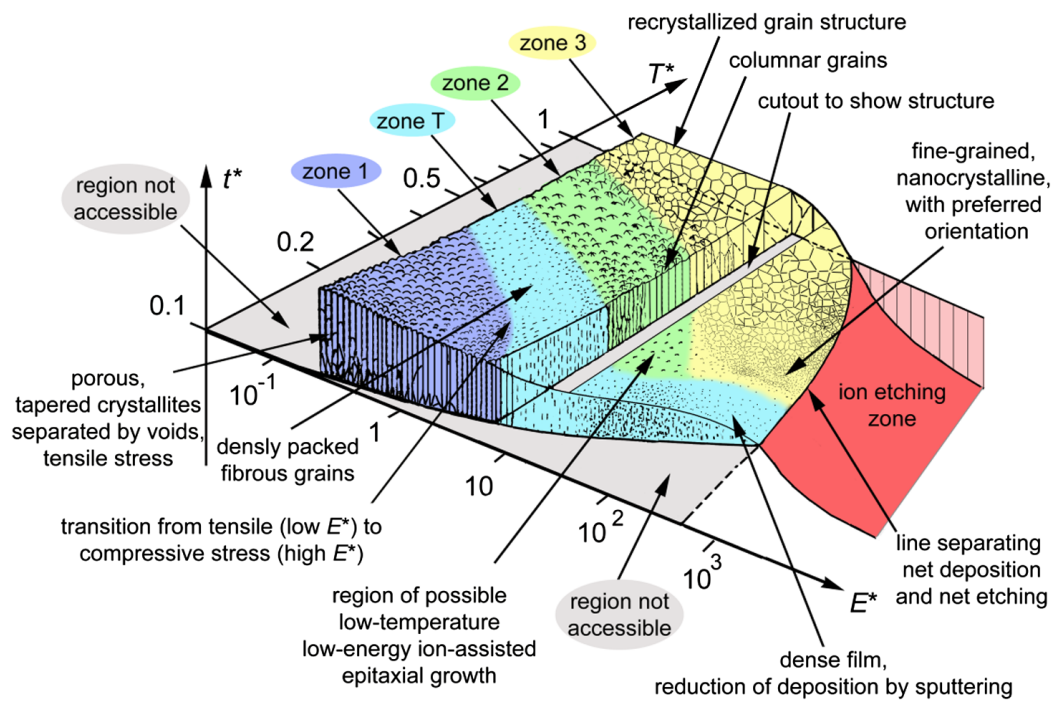 recrystallized grain structure
zone 3
T*
columnar grains
zone 2
cutout to show structure
zone T
1
fine-grained,
nanocrystalline,
with preferred
orientation
zone 1
0.5
region not
accessible
t*
0.2
0.1
porous,
tapered crystallites
separated by voids,
tensile stress
10-1
1
10
10 2
10 3
E*
ion etching
zone
densly packed
fibrous grains
transition from tensile (low E*) to
compressive stress (high E*)
region of possible
low-temperature
low-energy ion-assisted
epitaxial growth
region not
accessible
line separating
net deposition
and net etching
dense film,
reduction of deposition by sputtering